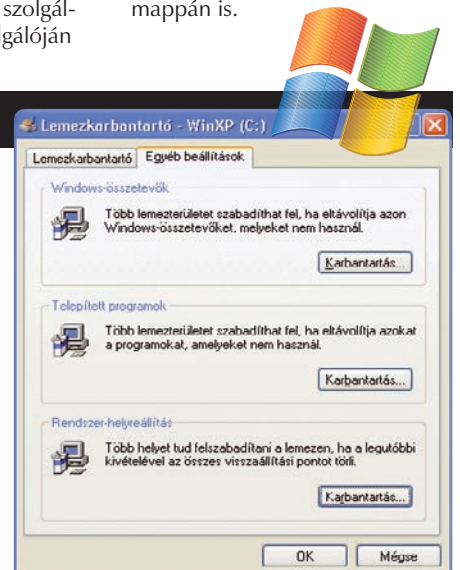 szolgál-
gálóján
mappán is.
Lemezkarbantartó - WinXP (C:)
Lemezkarbantartó
Egyéb beállítások
Windows-összetevők
Több lemezterületet szabadíthat fel, ha eltávolítja azon
Windows-összetevőket, melyeket nem használ.
Karbantartás...
Telepített programok
Több lemezterületet szabadíthat fel, ha eltávolítja azokat
a programokat, amelyeket nem használ.
Karbantartás...
Rendszer-helyreállítás
Több helyet tud felszabadítani a lemezen, ha a legutóbbi
kivételével az összes visszaállítási pontot törli.
Karbantartás...
OK
Mégse